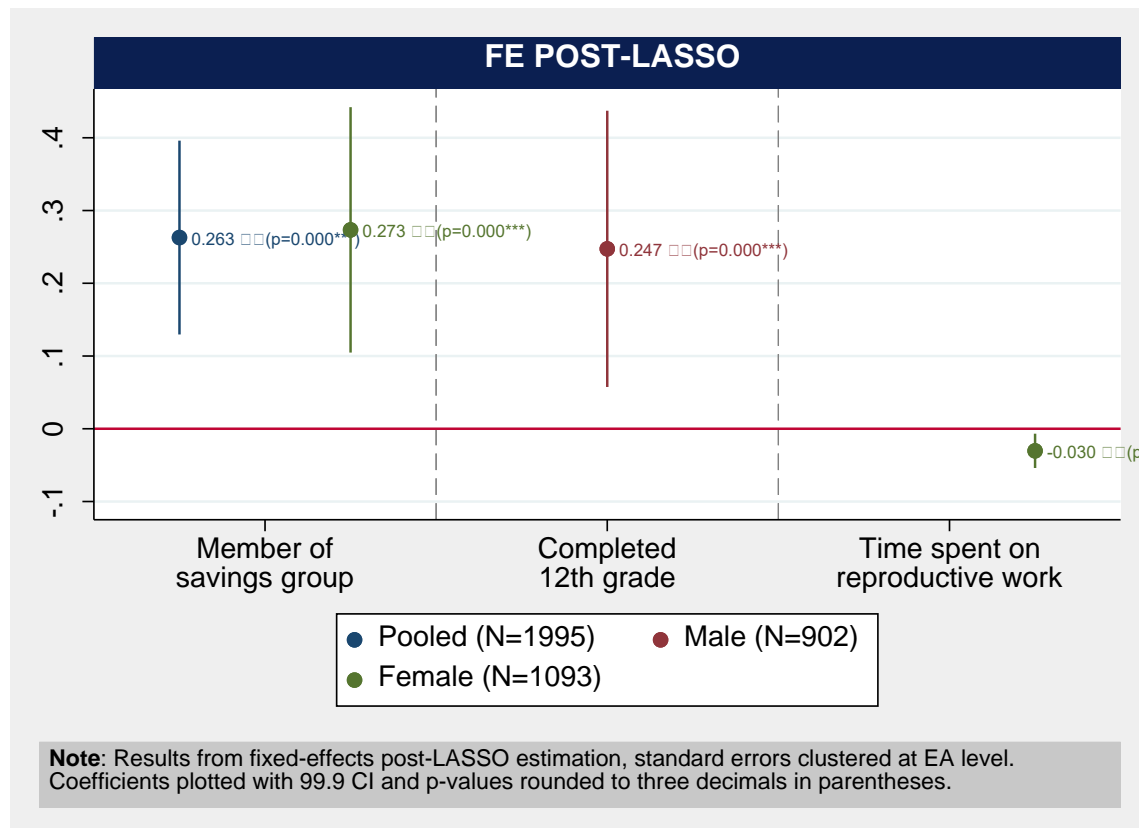 FE POST-LASSO
.4
.3
.2
.1
0
-.1
0.263 □□(p=0.000***)
0.273 □□(p=0.000***)
0.247 □□(p=0.000***)
-0.030 □□(p
Member of
savings group
Completed
12th grade
Time spent on
reproductive work
Pooled (N=1995)
Male (N=902)
Female (N=1093)
Note: Results from fixed-effects post-LASSO estimation, standard errors clustered at EA level.
Coefficients plotted with 99.9 CI and p-values rounded to three decimals in parentheses.